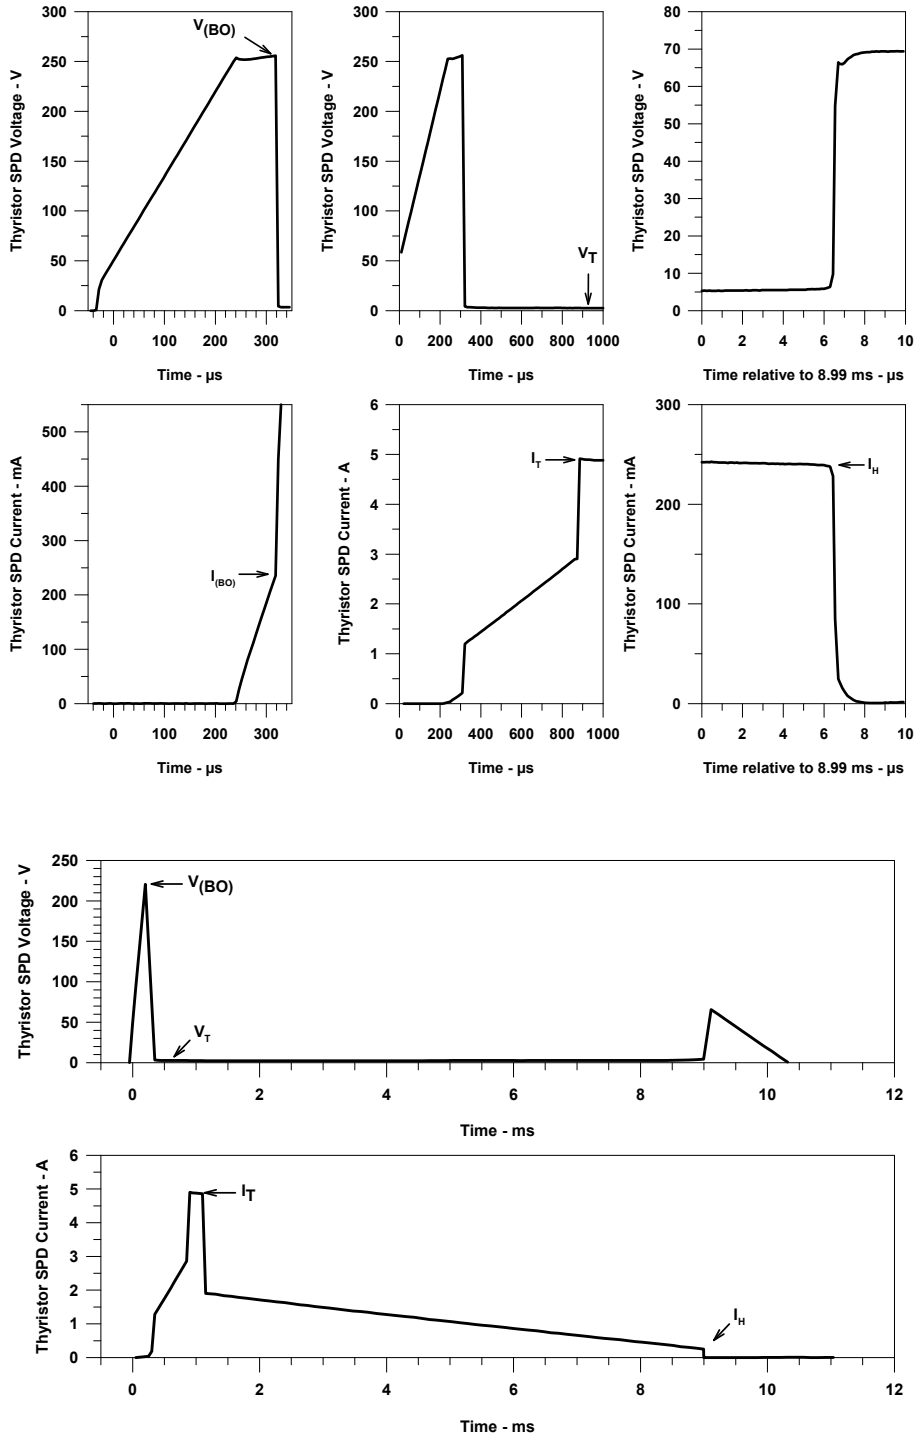 Thyristor SPD Voltage - V
300
250
200
150
100
50
0
V(BO)
0 100 200 300
Time - µs
Thyristor SPD Voltage - V
300
250
200
150
100
50
0
VT
0 200 400 600 800 1000
Time - µs
Thyristor SPD Voltage - V
80
70
60
50
40
30
20
10
0
0 2 4 6 8 10
Time relative to 8.99 ms - µs
Thyristor SPD Current - mA
500
400
300
200
100
0
I(BO)
0 100 200 300
Time - µs
Thyristor SPD Current - A
6
5
4
3
2
1
0
IT
0 200 400 600 800 1000
Time - µs
Thyristor SPD Current - mA
300
200
100
0
IH
0 2 4 6 8 10
Time relative to 8.99 ms - µs
Thyristor SPD Voltage - V
250
200
150
100
50
0
V(BO)
VT
0 2 4 6 8 10 12
Time - ms
Thyristor SPD Current - A
6
5
4
3
2
1
0
IT
IH
0 2 4 6 8 10 12
Time - ms